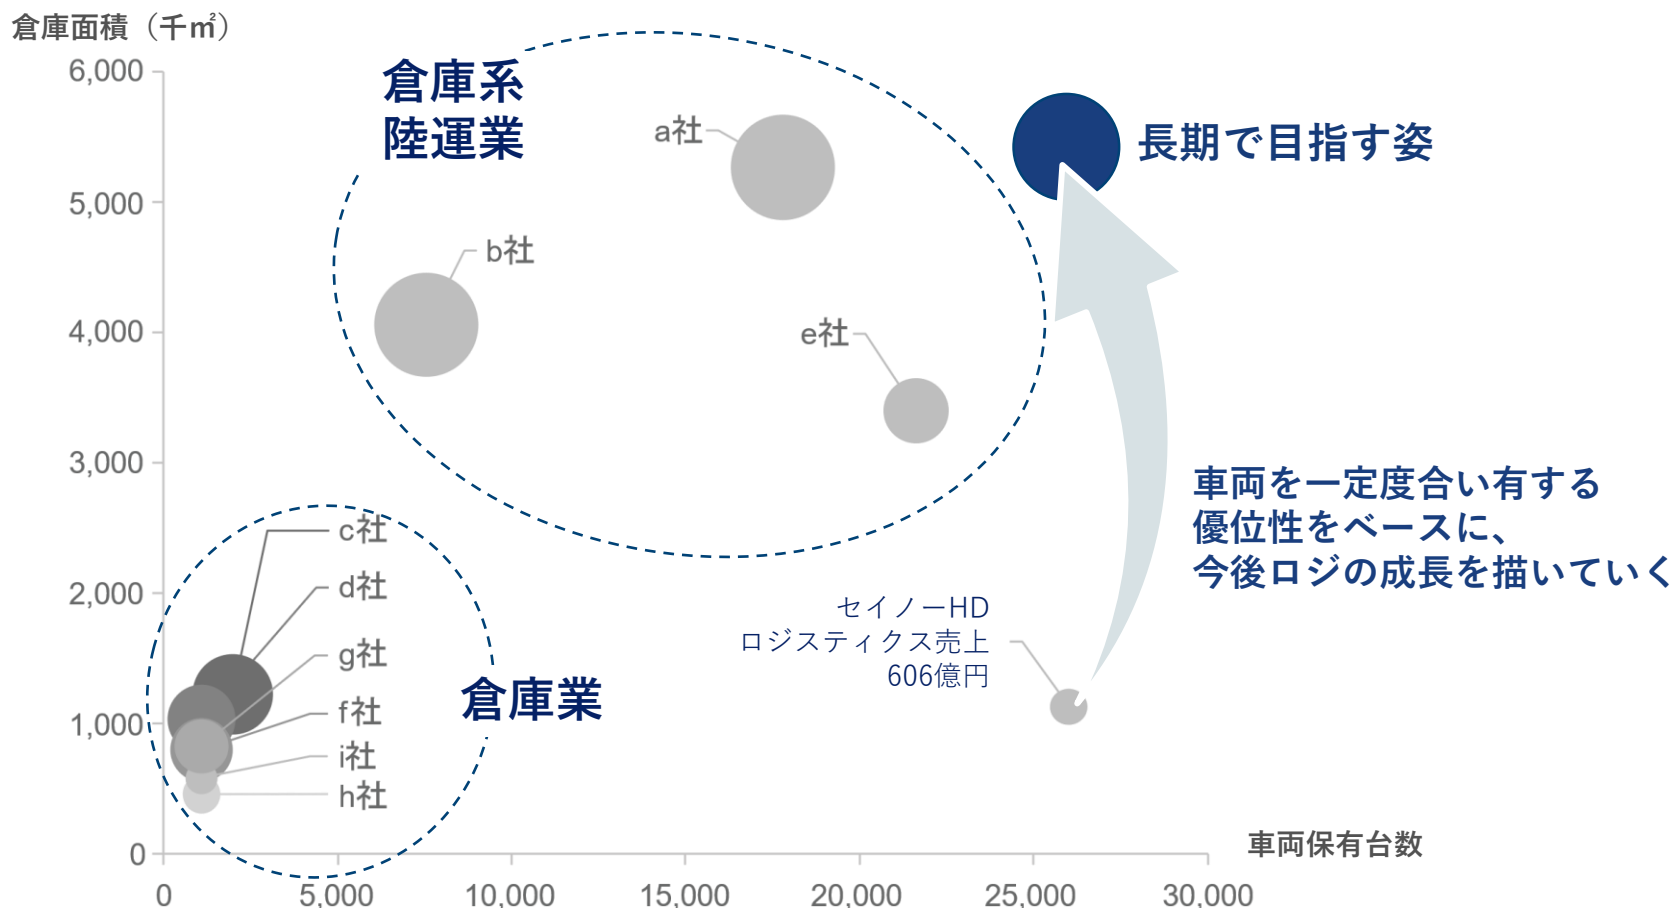 倉庫面積（千㎡）
6,000
5,000
4,000
3,000
2,000
1,000
0
倉庫系
陸運業
a社
b社
e社
長期で目指す姿
車両を一定度合い有する
優位性をベースに、
今後ロジの成長を描いていく
c社
d社
g社
f社
i社
h社
倉庫業
セイノーHD
ロジスティクス売上
606億円
車両保有台数
0
5,000
10,000
15,000
20,000
25,000
30,000